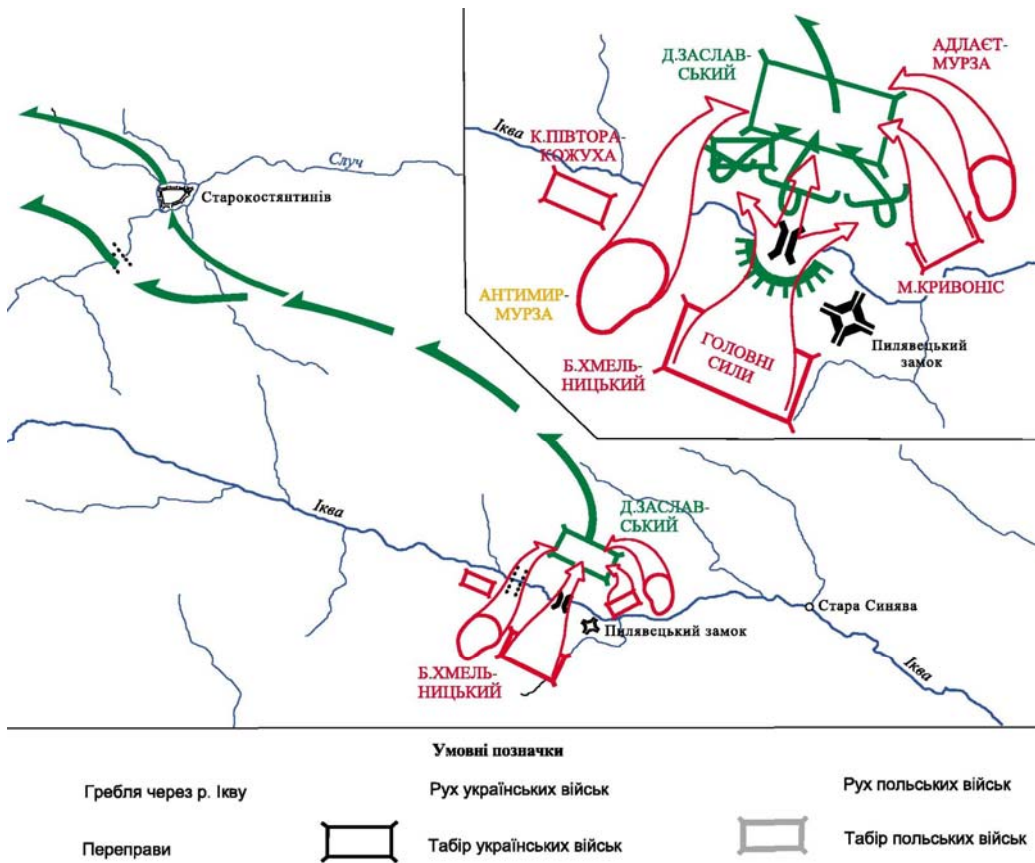 Д.ЗАСЛАВ-
СЬКИЙ
АДЛАЄТ-
МУРЗА
Іква
К.ПІВТОРА-
КОЖУХА
Случ
Старокостянтинів
АНТИМИР-
МУРЗА
М.КРИВОНІС
Б.ХМЕЛЬ-
НИЦЬКИЙ
ГОЛОВНІ
СИЛИ
Пилявецький
замок
Іква
Д.ЗАСЛАВ-
СЬКИЙ
Стара Синява
Пилявецький замок
Б.ХМЕЛЬ-
НИЦЬКИЙ
Іква
Умовні позначки
Гребля через р. Ікву
Рух українських військ
Рух польських військ
Переправи
Табір українських військ
Табір польських військ